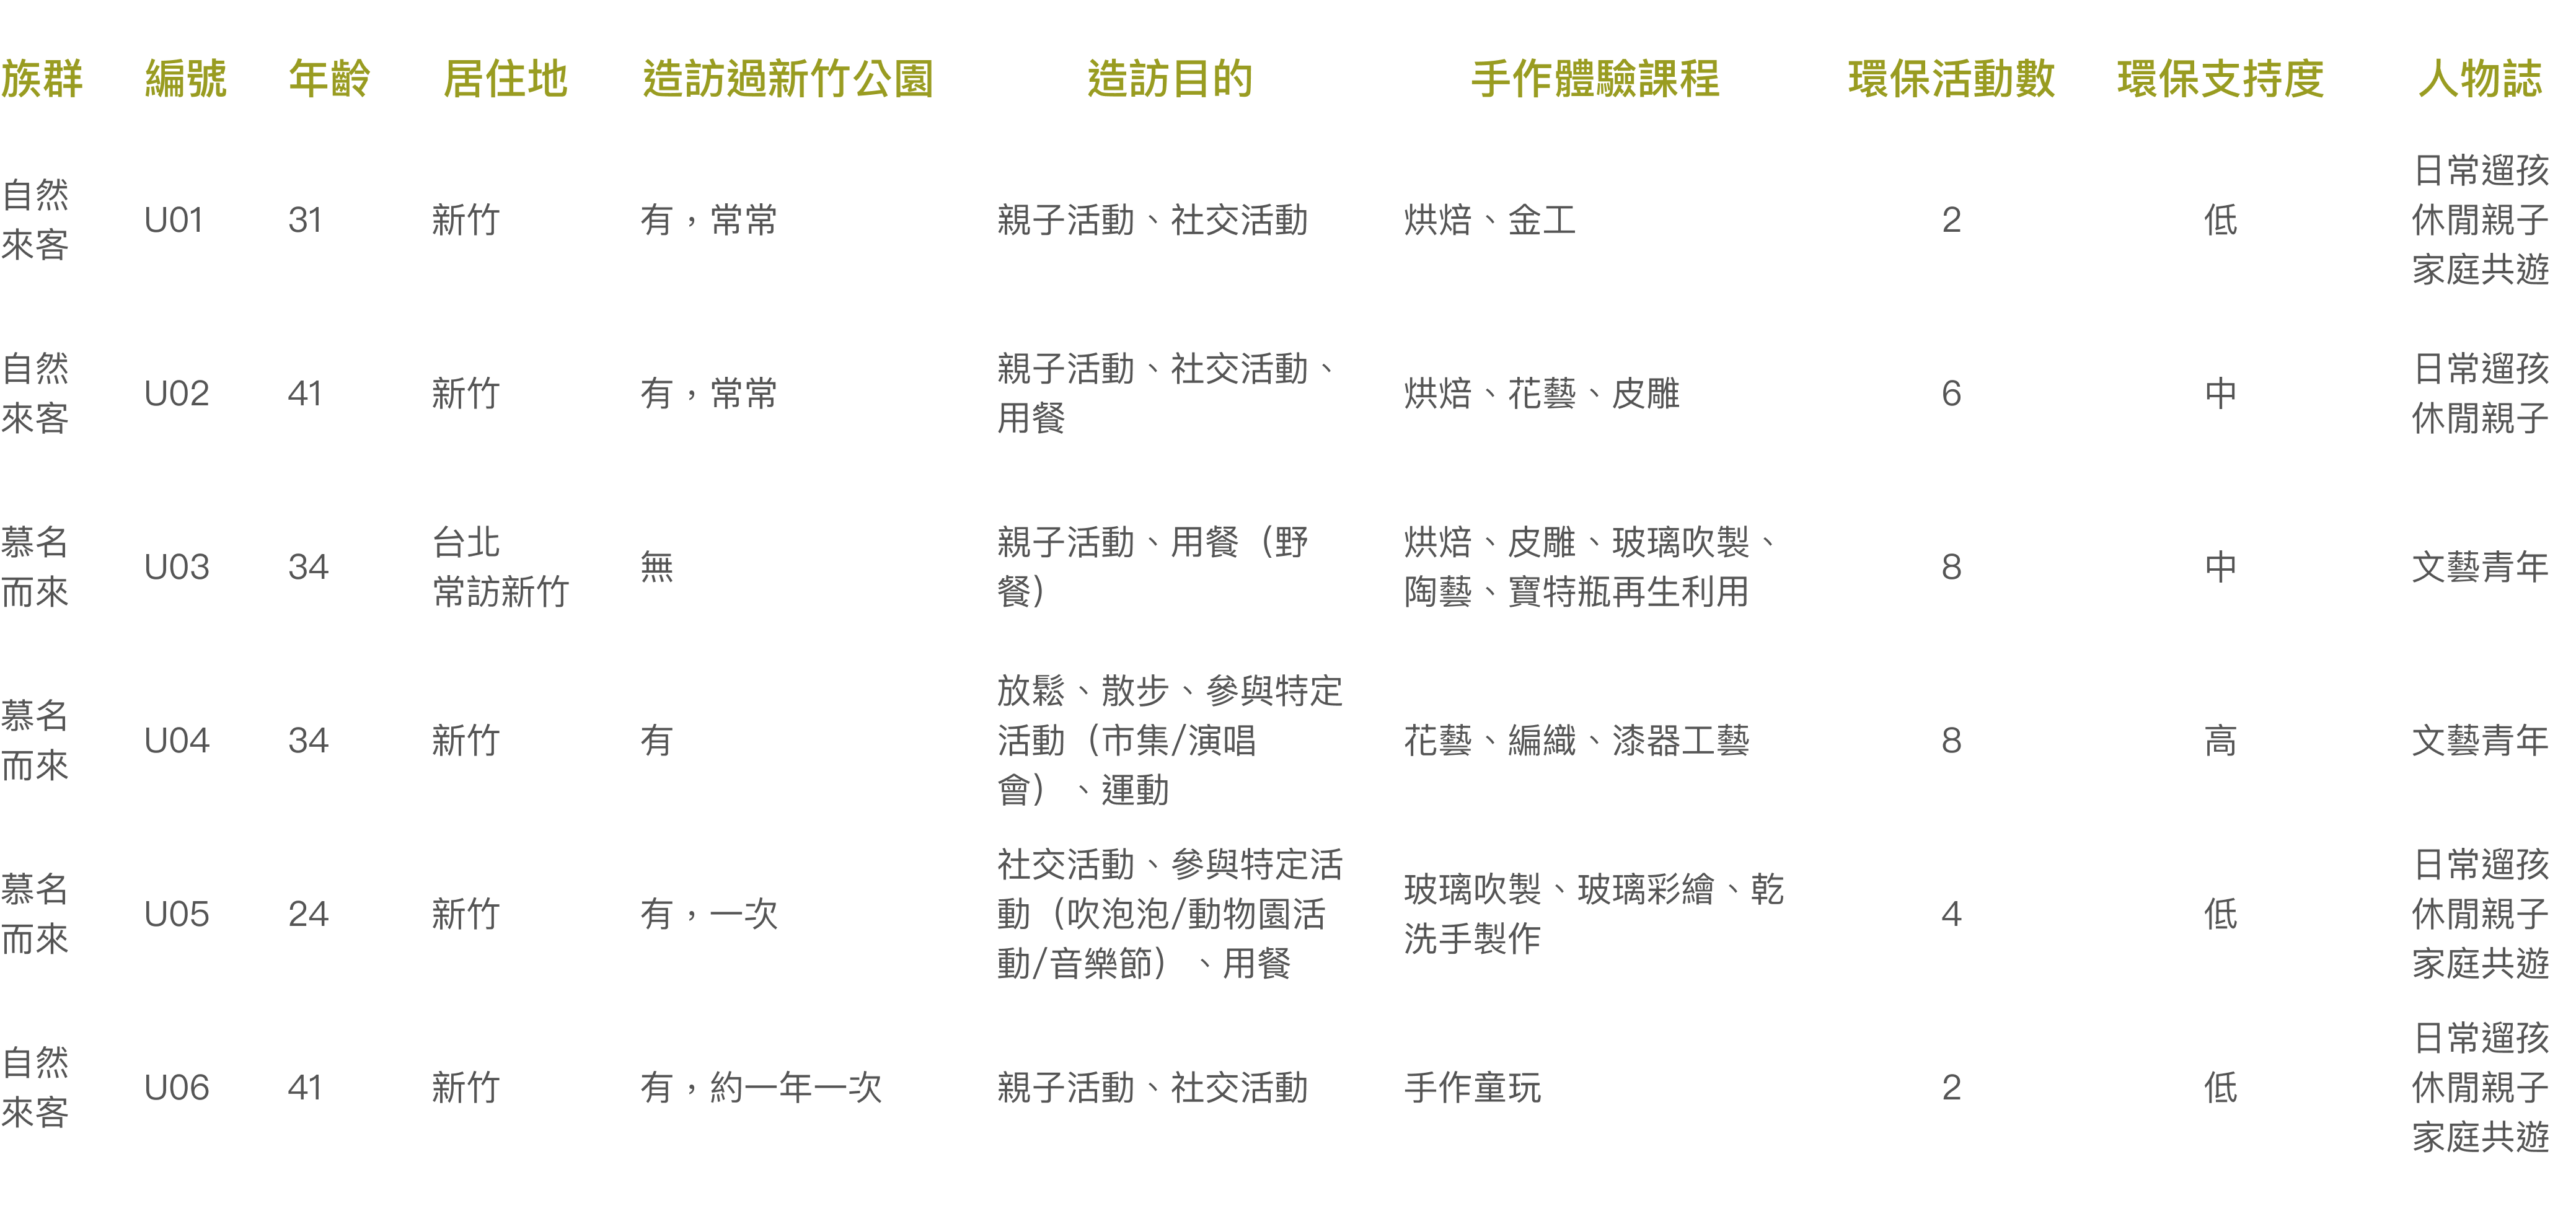 族群 編號 年齡 居住地 造訪過新竹公園 造訪目的 手作體驗課程 環保活動數 環保支持度 人物誌
自然
來客
U01
31
新竹
有，常常
親子活動、社交活動
烘焙、金工
2
低
日常遛孩
休閒親子
家庭共遊
自然
來客
U02
41
新竹
有，常常
親子活動、社交活動、
用餐
烘焙、花藝、皮雕
6
中
日常遛孩
休閒親子
慕名
而來
U03
34
台北
常訪新竹
無
親子活動、用餐（野
餐）
烘焙、皮雕、玻璃吹製、
陶藝、寶特瓶再生利用
8
中
文藝青年
慕名
而來
U04
34
新竹
有
放鬆、散步、參與特定
活動（市集/演唱
會）、運動
花藝、編織、漆器工藝
8
高
文藝青年
慕名
而來
U05
24
新竹
有，一次
社交活動、參與特定活
動（吹泡泡/動物園活
動/音樂節）、用餐
玻璃吹製、玻璃彩繪、乾
洗手製作
4
低
日常遛孩
休閒親子
家庭共遊
自然
來客
U06
41
新竹
有，約一年一次
親子活動、社交活動
手作童玩
2
低
日常遛孩
休閒親子
家庭共遊